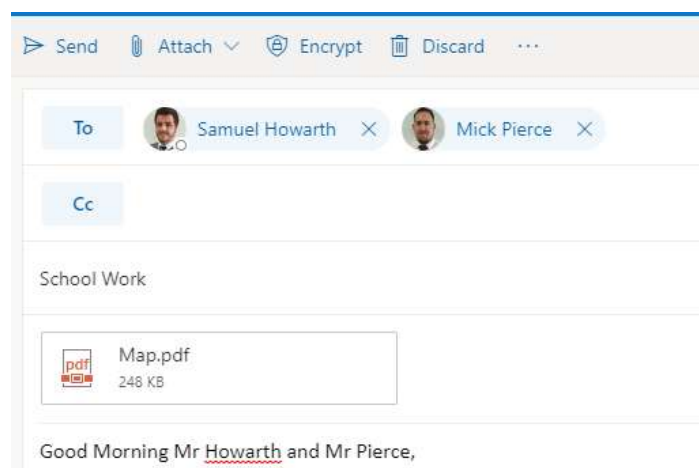 Send Attach Encrypt Discard ...
To Samuel Howarth Mick Pierce
Cc
School Work
pdf Map.pdf
248 KB
Good Morning Mr Howarth and Mr Pierce,